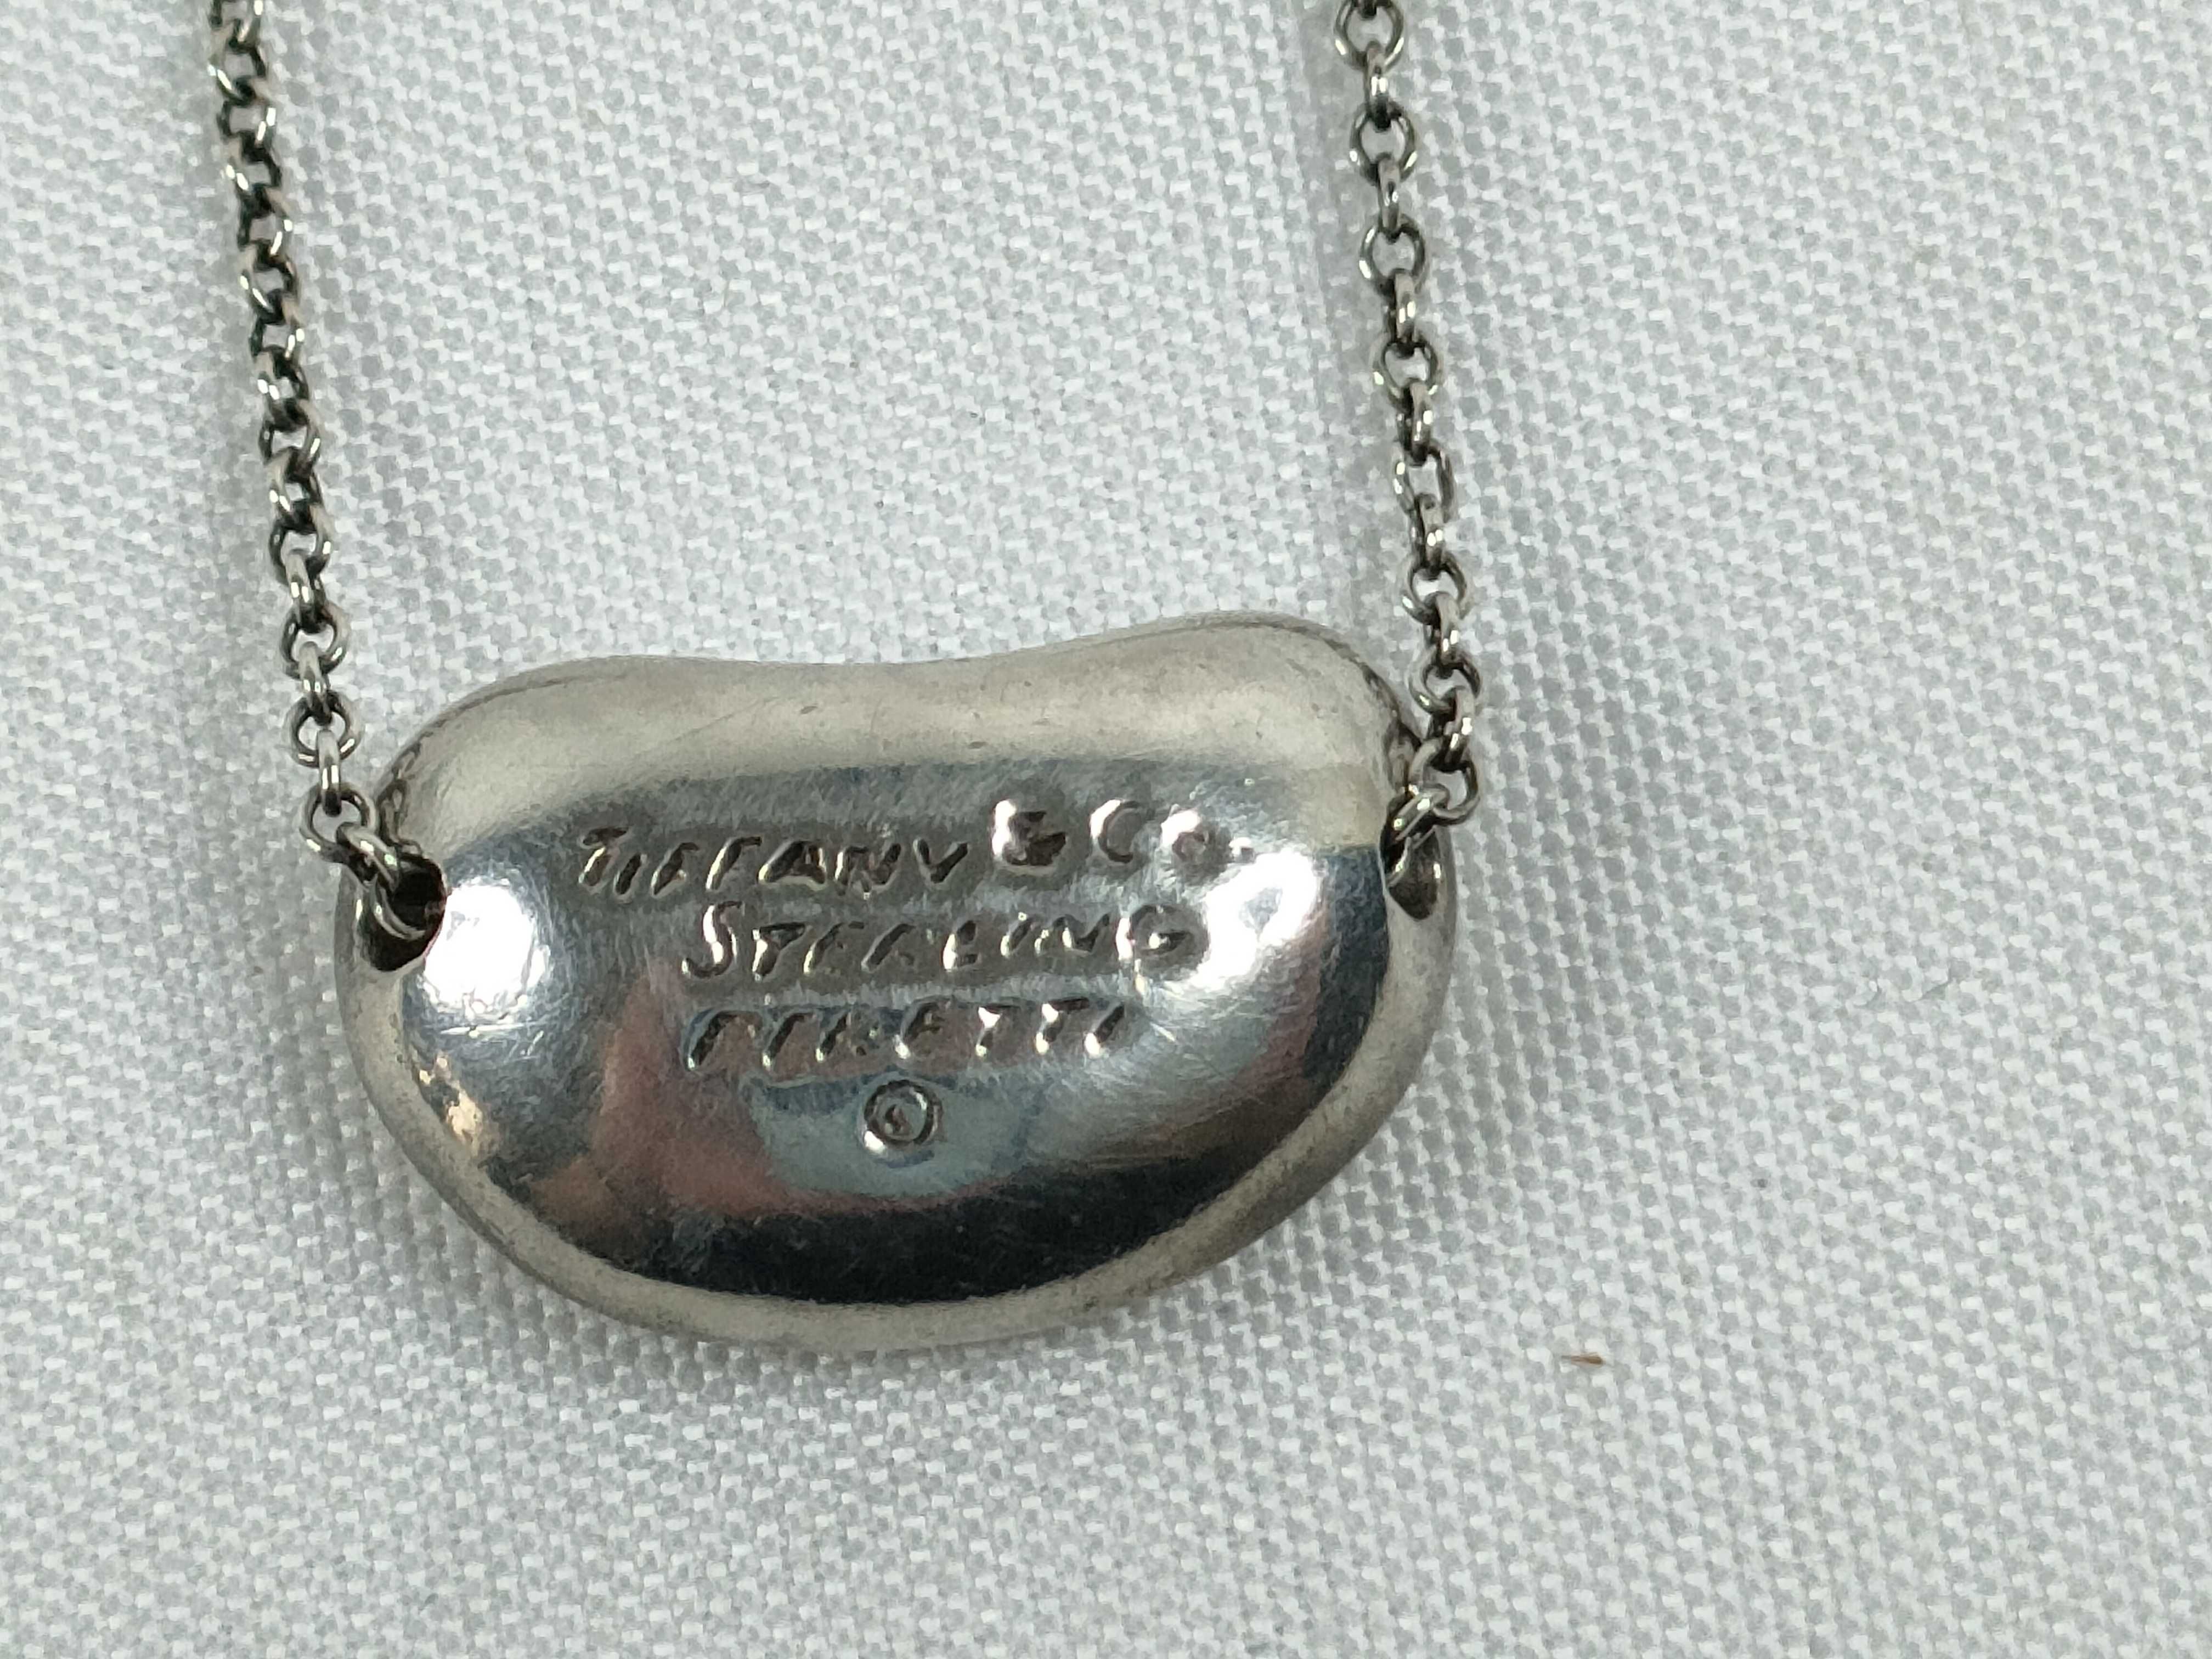 TIFFANY & Co.
STERLING
PERETTI
©